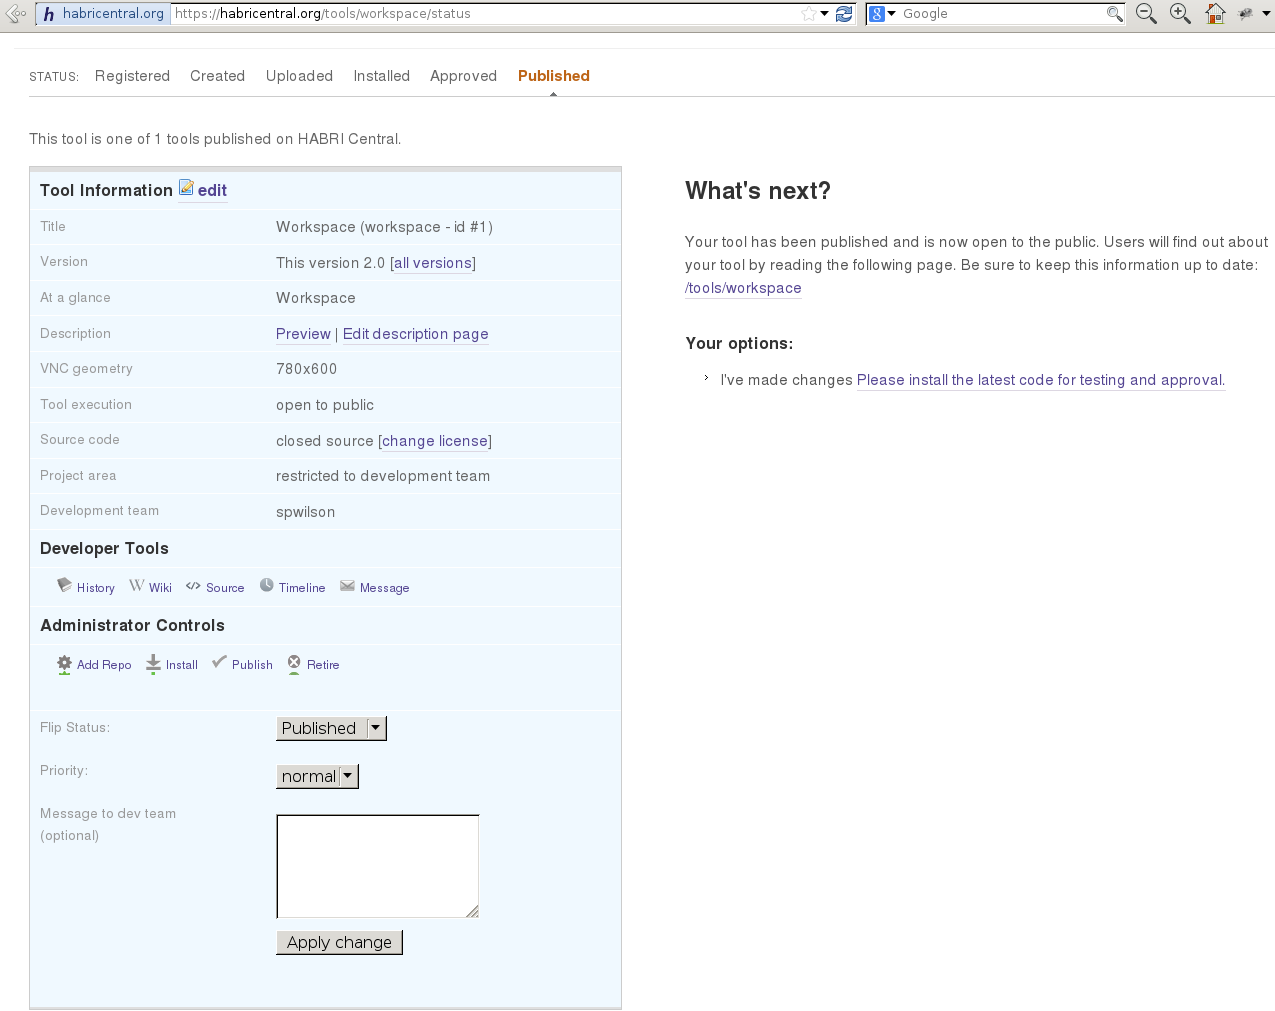 habricentral.org https://habricentral.org/tools/workspace/status Google
STATUS: Registered Created Uploaded Installed Approved Published
This tool is one of 1 tools published on HABRI Central.
Tool Information edit
Title Workspace (workspace - id #1)
Version This version 2.0 [all versions]
At a glance Workspace
Description Preview | Edit description page
VNC geometry 780x600
Tool execution open to public
Source code closed source [change license]
Project area restricted to development team
Development team spwilson
Developer Tools
History Wiki Source Timeline Message
Administrator Controls
Add Repo Install Publish Retire
Flip Status: Published
Priority: normal
Message to dev team
(optional)
Apply change
What's next?
Your tool has been published and is now open to the public. Users will find out about
your tool by reading the following page. Be sure to keep this information up to date:
/tools/workspace
Your options:
I've made changes Please install the latest code for testing and approval.